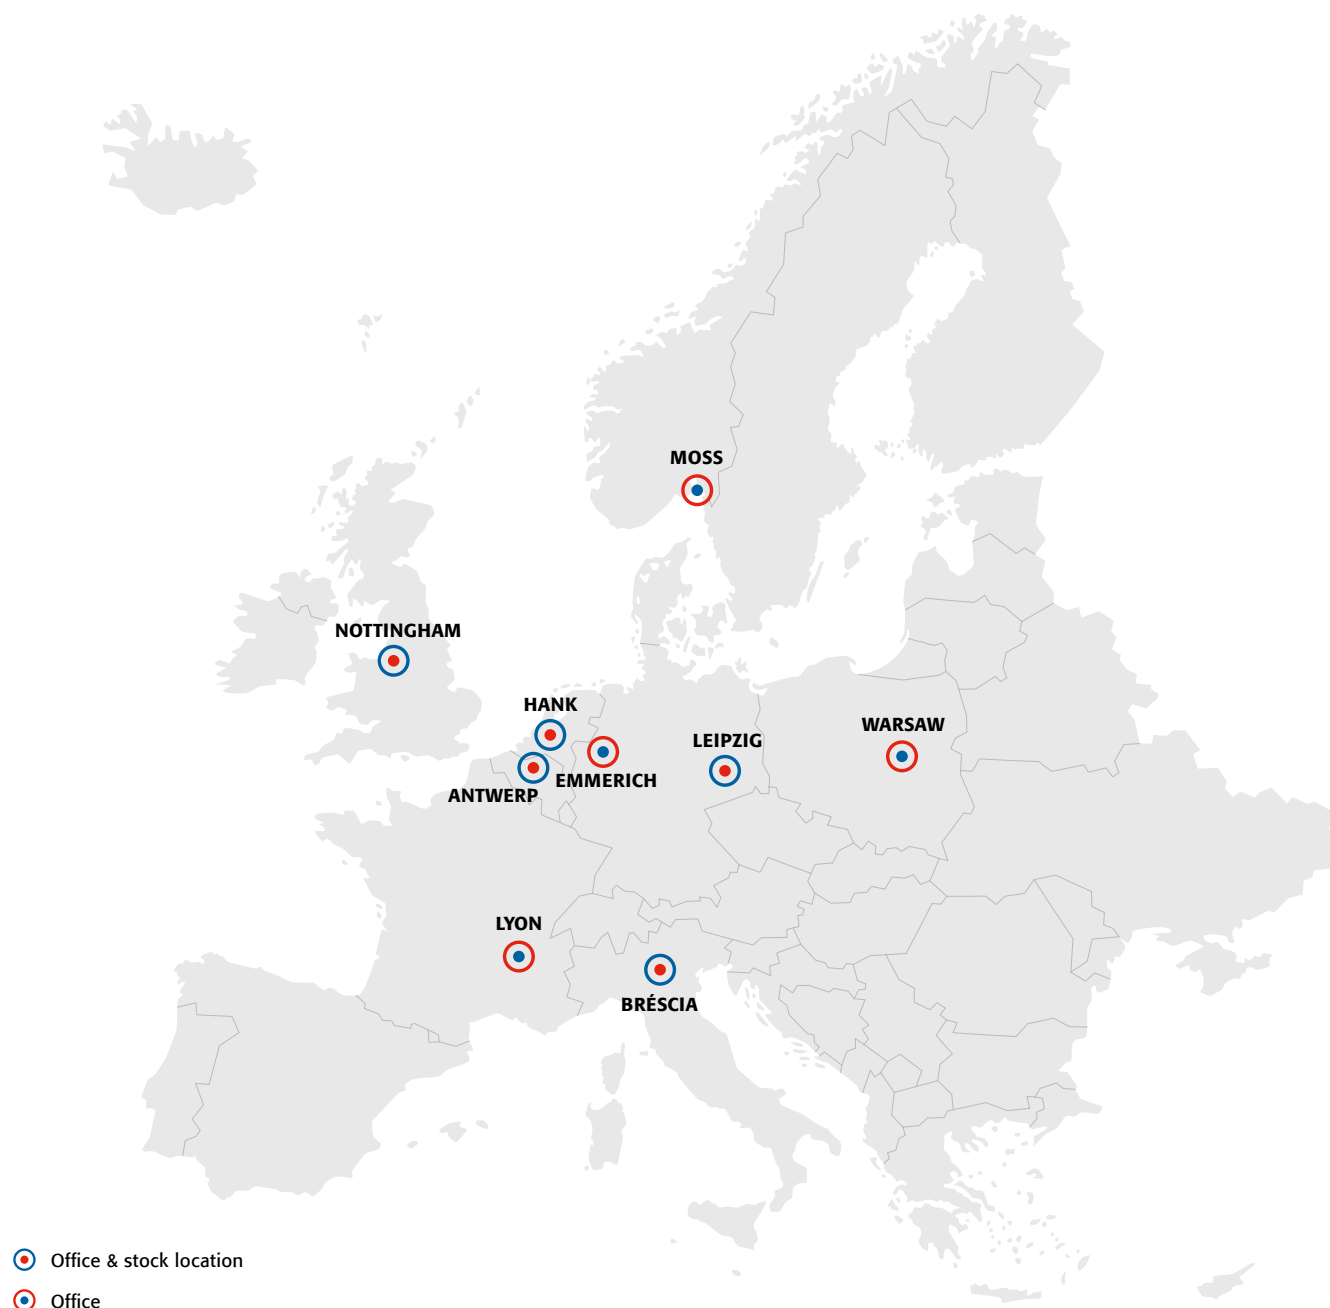 MOSS
NOTTINGHAM
HANK
WARSAW
LEIPZIG
EMMERICH
ANTWERP
LYON
BRÉSCIA
Office & stock location
Office